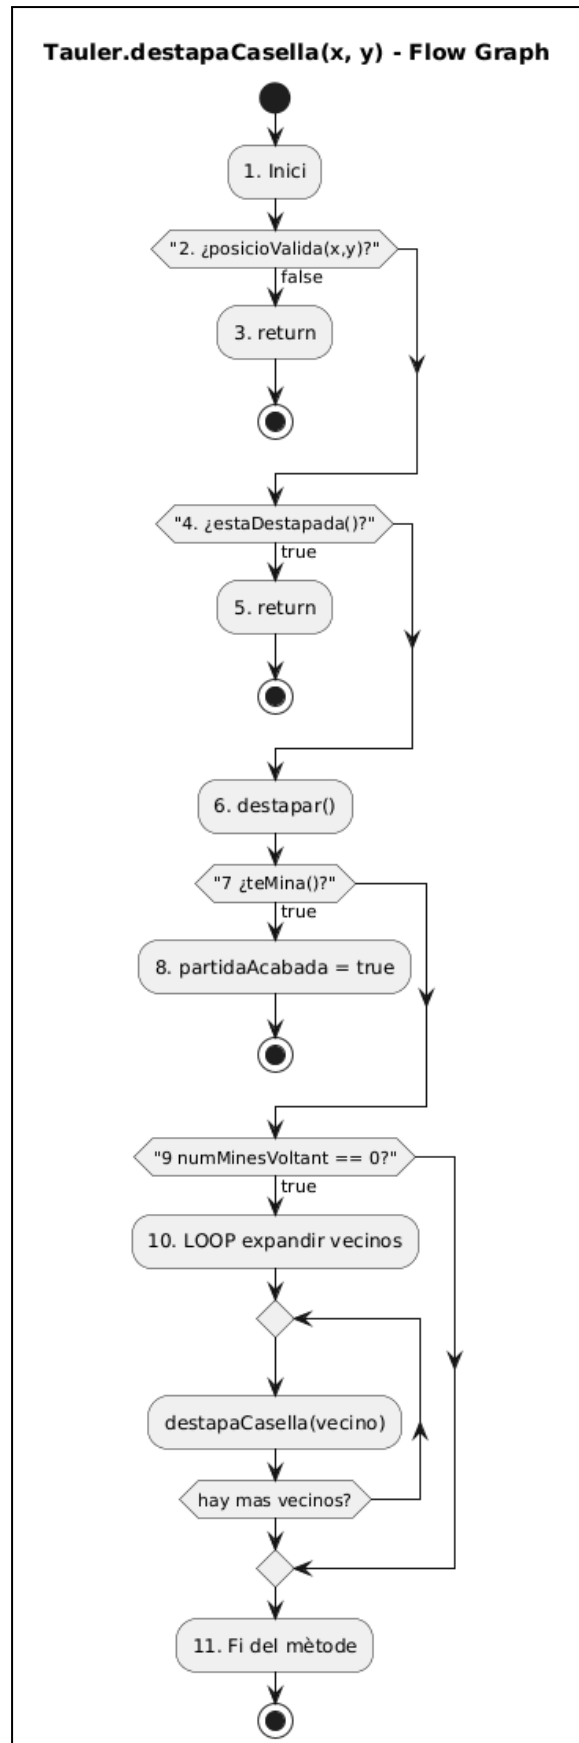 Tauler.destapaCasella(x, y) - Flow Graph
1. Inici
"2. ¿posicioValida(x,y)?"
false
3. return
"4. ¿estaDestapada()?"
true
5. return
6. destapar()
"7 ¿teMina()?"
true
8. partidaAcabada = true
"9 numMinesVoltant == 0?"
true
10. LOOP expandir vecinos
destapaCasella(vecino)
hay mas vecinos?
11. Fi del mètode